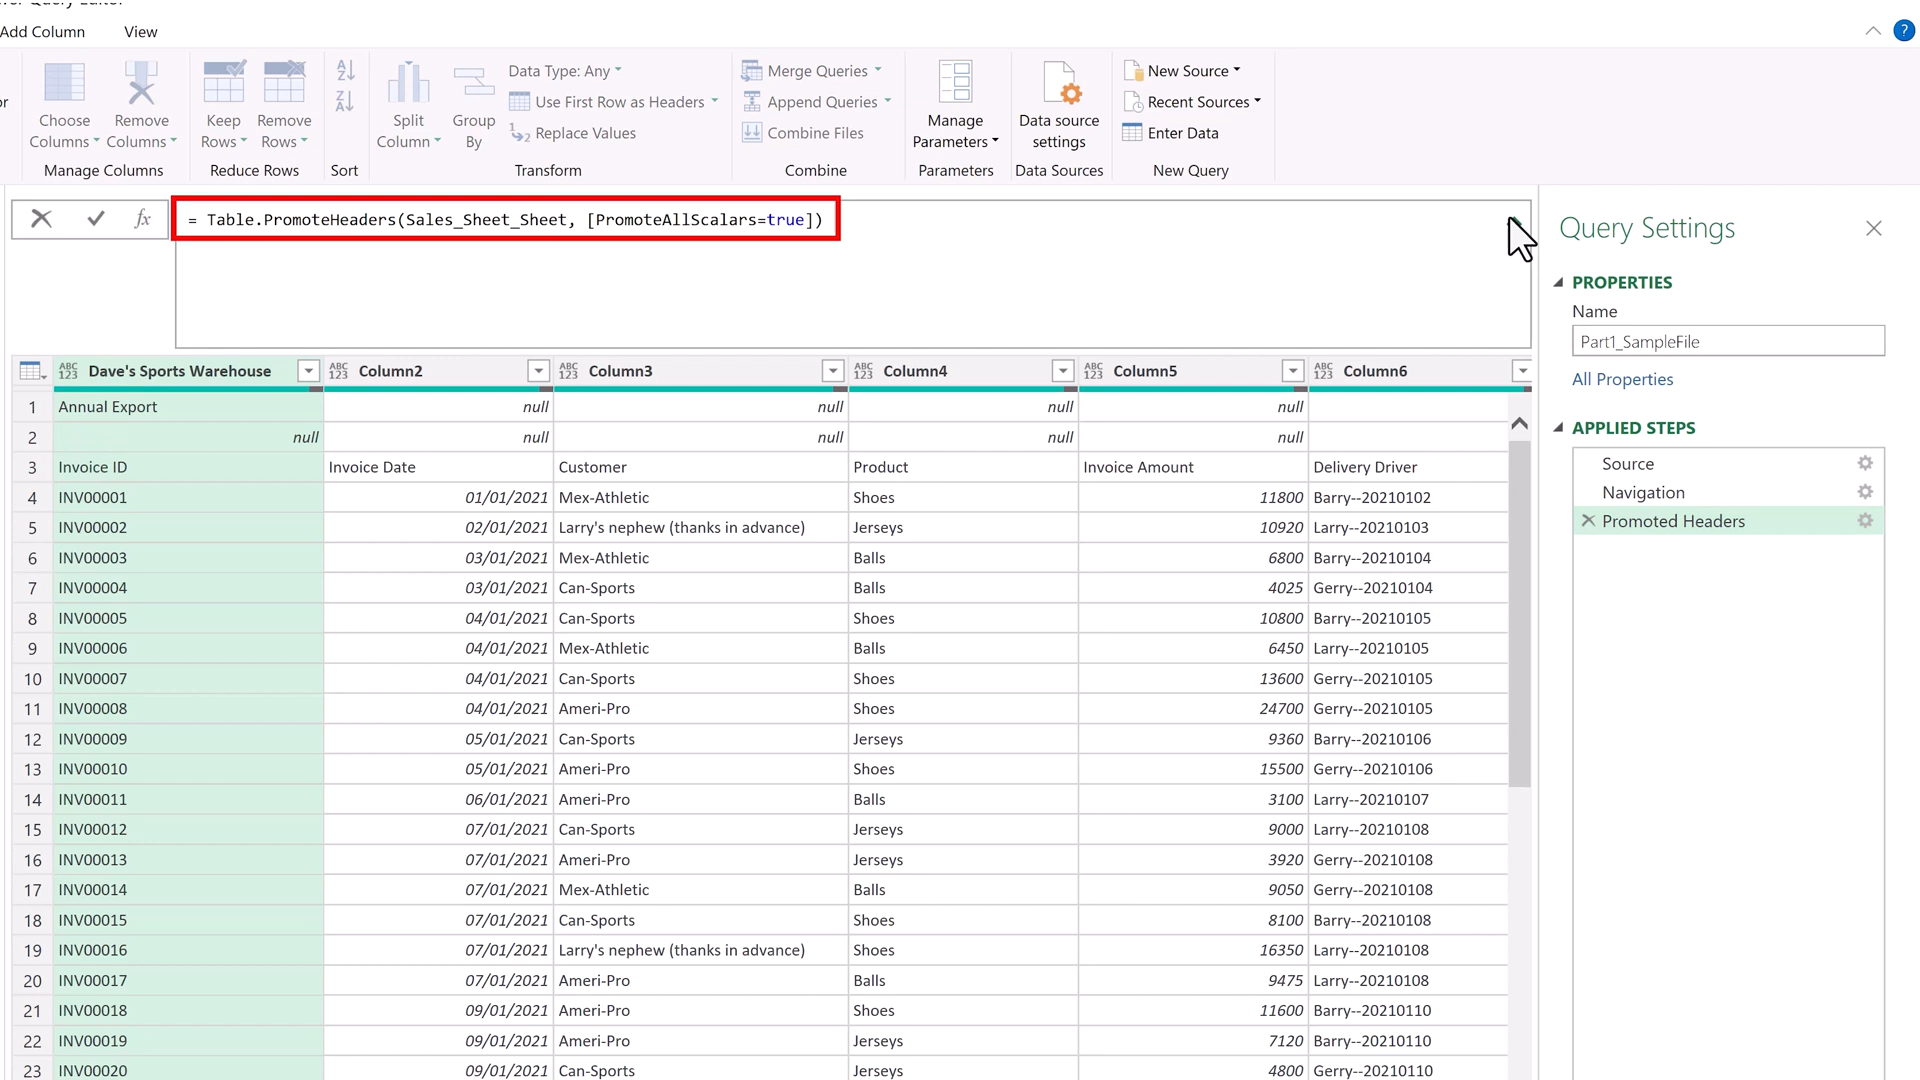 Add Column View
?
Choose Columns
Remove Columns
Manage Columns
Keep Rows
Remove Rows
Reduce Rows
A
Z
Z
A
Sort
Split Column
Group By
Data Type: Any
Use First Row as Headers
1
2
Replace Values
Transform
Merge Queries
Append Queries
Combine Files
Combine
Manage Parameters
Parameters
Data source settings
Data Sources
New Source
Recent Sources
Enter Data
New Query
fx
= Table.PromoteHeaders(Sales_Sheet_Sheet, [PromoteAllScalars=true])
ABC 123 Dave's Sports Warehouse ABC 123 Column2 ABC 123 Column3 ABC 123 Column4 ABC 123 Column5 ABC 123 Column6
1 Annual Export null null null null
2 null null null null null
3 Invoice ID Invoice Date Customer Product Invoice Amount Delivery Driver
4 INV00001 01/01/2021 Mex-Athletic Shoes 11800 Barry--20210102
5 INV00002 02/01/2021 Larry's nephew (thanks in advance) Jerseys 10920 Larry--20210103
6 INV00003 03/01/2021 Mex-Athletic Balls 6800 Barry--20210104
7 INV00004 03/01/2021 Can-Sports Balls 4025 Gerry--20210104
8 INV00005 04/01/2021 Can-Sports Shoes 10800 Barry--20210105
9 INV00006 04/01/2021 Mex-Athletic Balls 6450 Larry--20210105
10 INV00007 04/01/2021 Can-Sports Shoes 13600 Gerry--20210105
11 INV00008 04/01/2021 Ameri-Pro Shoes 24700 Gerry--20210105
12 INV00009 05/01/2021 Can-Sports Jerseys 9360 Barry--20210106
13 INV00010 05/01/2021 Ameri-Pro Shoes 15500 Gerry--20210106
14 INV00011 06/01/2021 Ameri-Pro Balls 3100 Larry--20210107
15 INV00012 07/01/2021 Can-Sports Jerseys 9000 Larry--20210108
16 INV00013 07/01/2021 Ameri-Pro Jerseys 3920 Gerry--20210108
17 INV00014 07/01/2021 Mex-Athletic Balls 9050 Gerry--20210108
18 INV00015 07/01/2021 Can-Sports Shoes 8100 Barry--20210108
19 INV00016 07/01/2021 Larry's nephew (thanks in advance) Shoes 16350 Larry--20210108
20 INV00017 07/01/2021 Ameri-Pro Balls 9475 Larry--20210108
21 INV00018 09/01/2021 Ameri-Pro Shoes 11600 Barry--20210110
22 INV00019 09/01/2021 Ameri-Pro Jerseys 7120 Barry--20210110
23 INV00020 09/01/2021 Can-Sports Jerseys 4800 Gerry--20210110
Query Settings
PROPERTIES
Name
Part1_SampleFile
All Properties
APPLIED STEPS
Source
Navigation
Promoted Headers